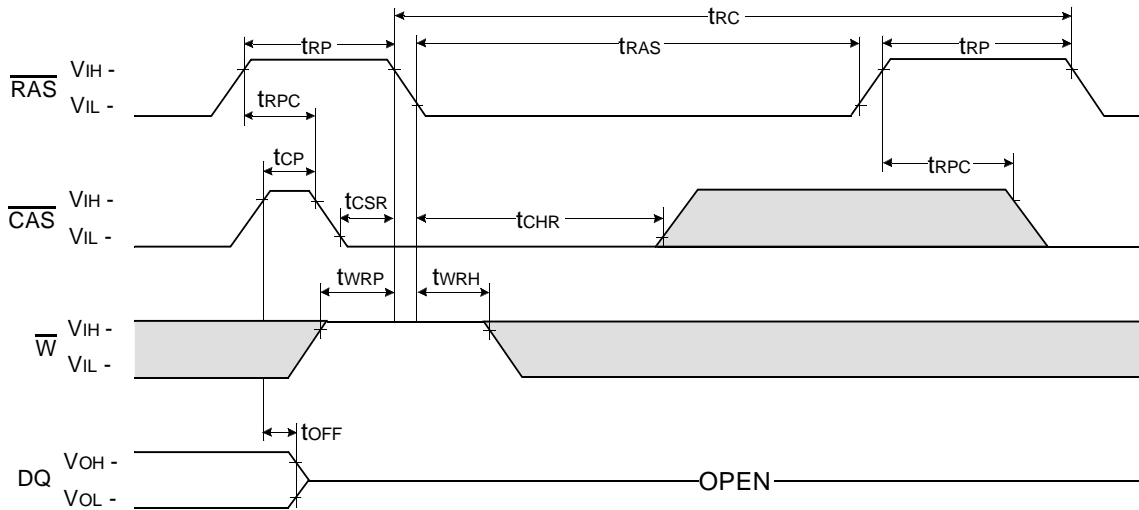 tRC
tRP tRAS tRP
RAS VIH -
VIL -
tRPC
tCP
tRPC
CAS VIH -
VIL -
tCSR tCHR
tWRP tWRH
W VIH -
VIL -
tOFF
DQ VOH -
VOL -
OPEN